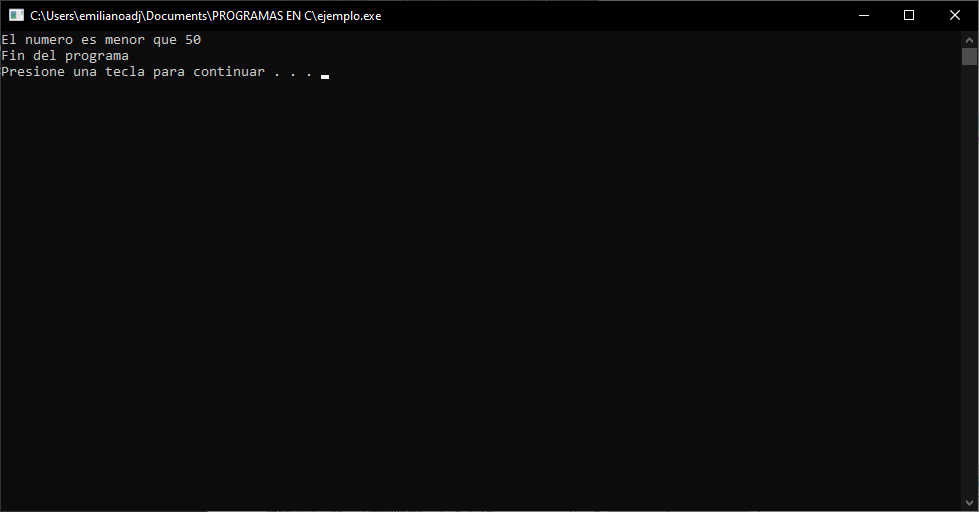 C:\Users\emilianoadj\Documents\PROGRAMAS EN C\ejemplo.exe
El numero es menor que 50
Fin del programa
Presione una tecla para continuar . . .